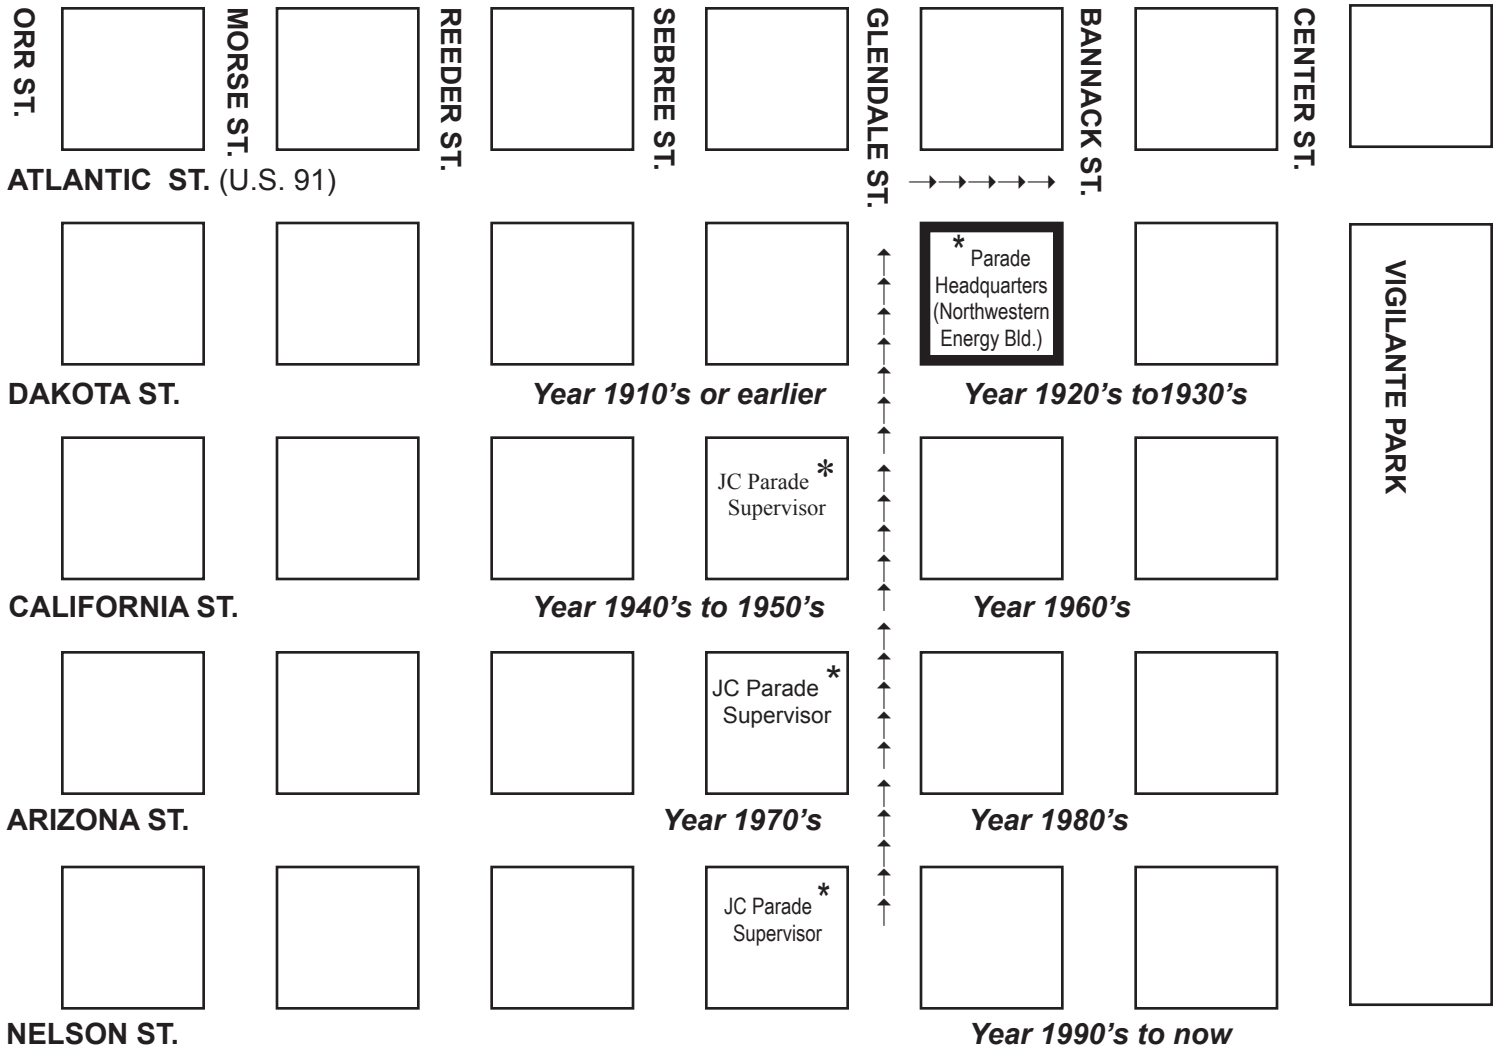 ORR ST.
MORSE ST.
REEDER ST.
SEBREE ST.
GLENDALE ST.
BANNACK ST.
CENTER ST.
ATLANTIC ST. (U.S. 91)
* Parade
Headquarters
(Northwestern
Energy Bld.)
VIGILANTE PARK
DAKOTA ST.
Year 1910's or earlier
Year 1920's to1930's
JC Parade *
Supervisor
CALIFORNIA ST.
Year 1940's to 1950's
Year 1960's
JC Parade *
Supervisor
ARIZONA ST.
Year 1970's
Year 1980's
JC Parade *
Supervisor
NELSON ST.
Year 1990's to now